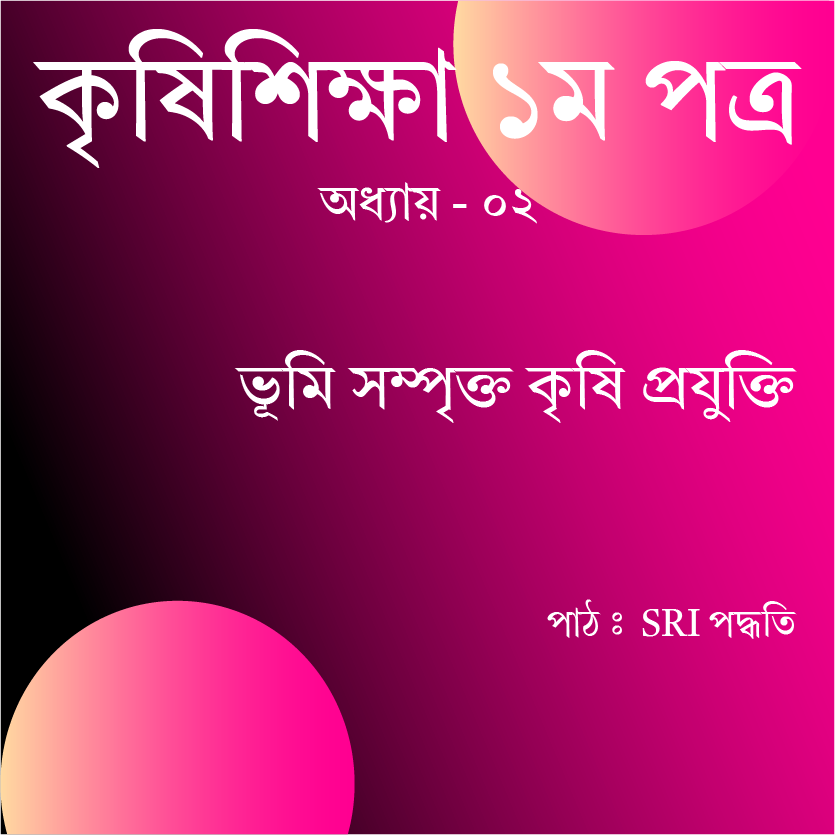 কৃষিশিক্ষা ১ম পত্র
অধ্যায় - ০২
ভূমি সম্পৃক্ত কৃষি প্রযুক্তি
পাঠ ঃ SRI পদ্ধতি